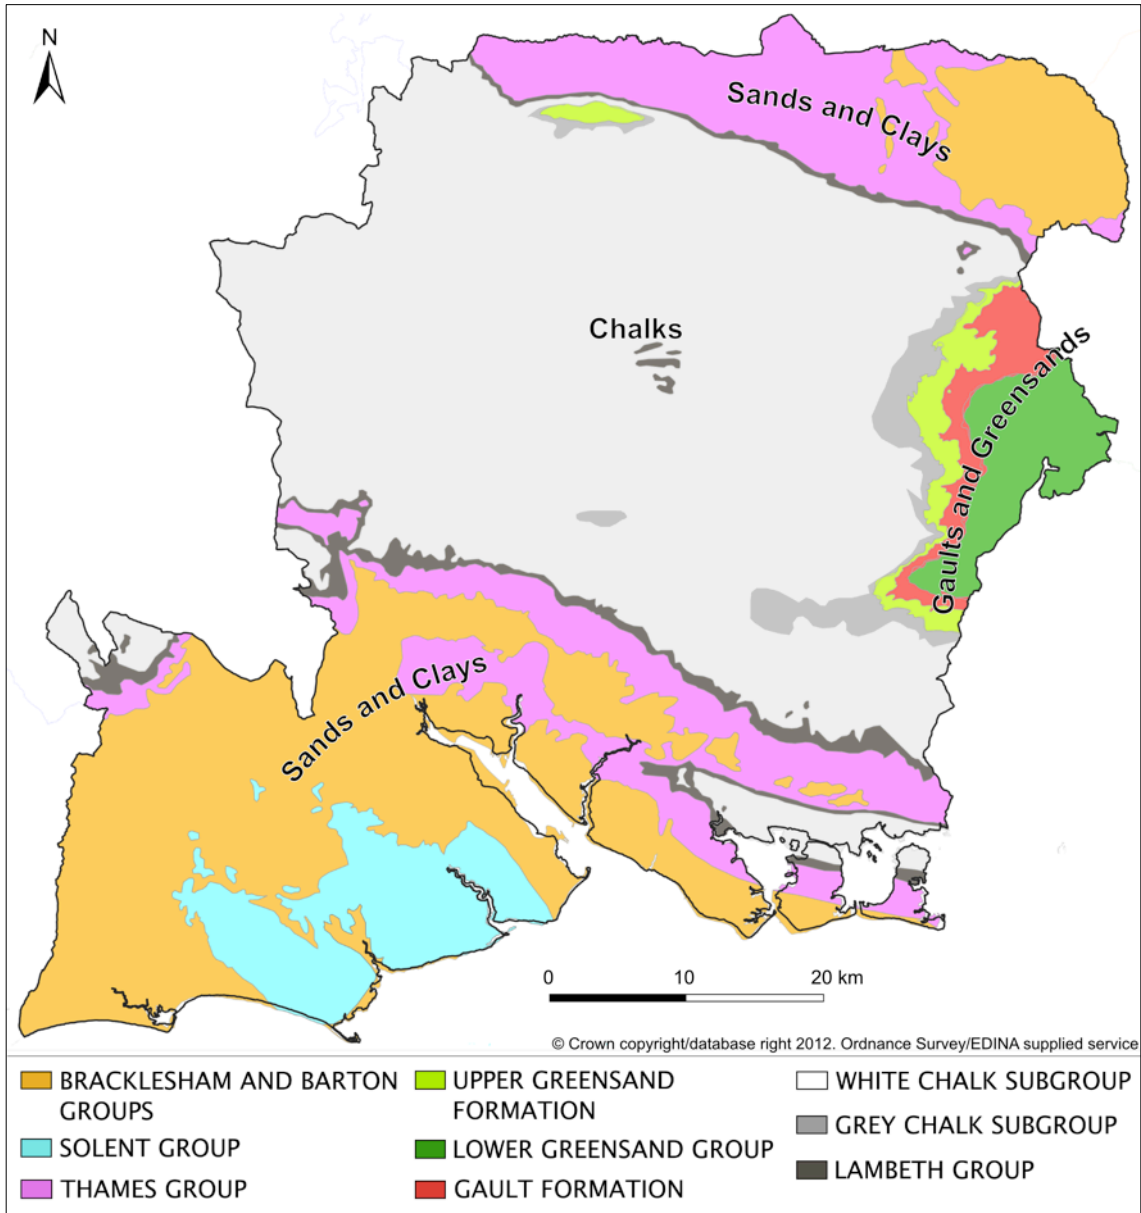 N
Sands and Clays
Chalks
Gaults and Greensands
Sands and Clays
0 10 20 km
© Crown copyright/database right 2012. Ordnance Survey/EDINA supplied service
BRACKLESHAM AND BARTON
GROUPS
SOLENT GROUP
THAMES GROUP
UPPER GREENSAND
FORMATION
LOWER GREENSAND GROUP
GAULT FORMATION
WHITE CHALK SUBGROUP
GREY CHALK SUBGROUP
LAMBETH GROUP